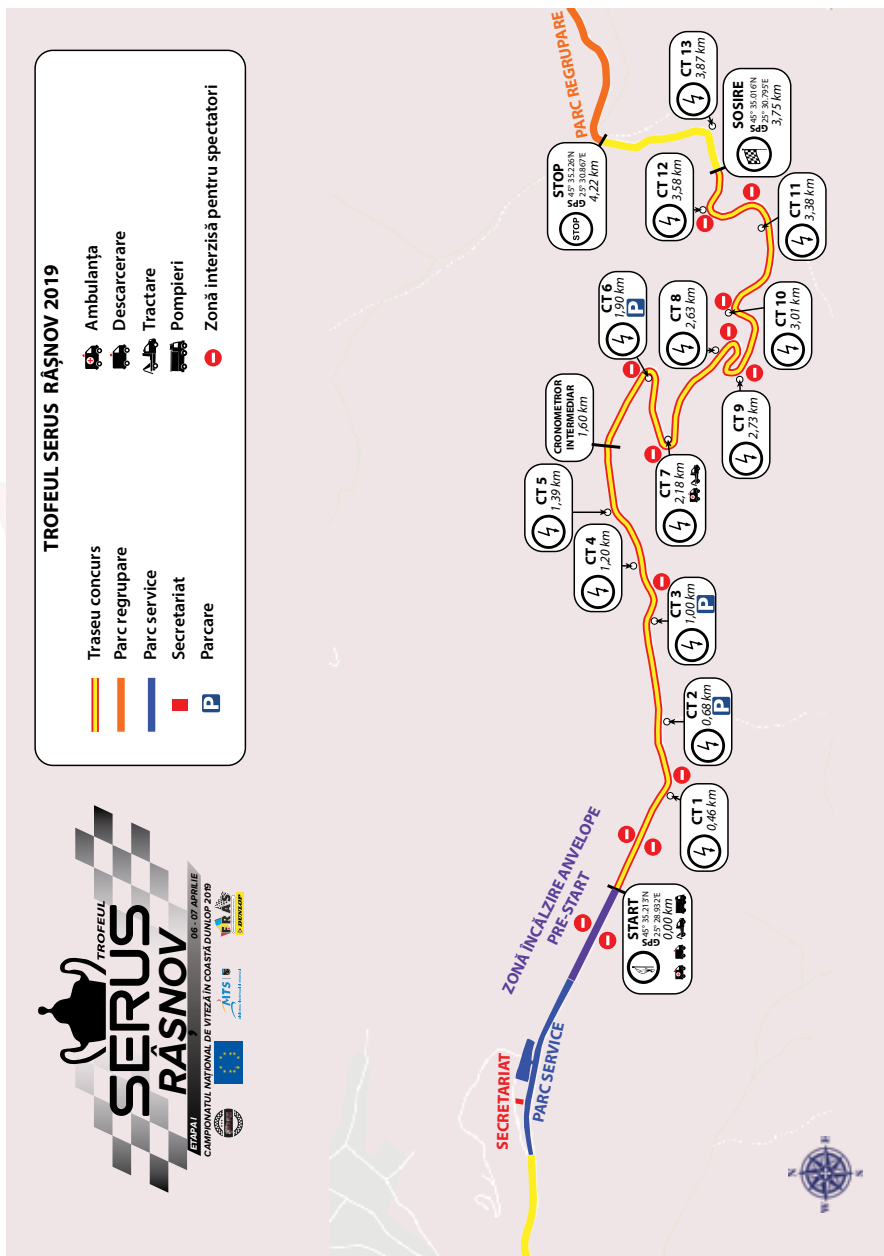 TROFEUL
SERUS
RÂȘNOV
ETAPA I
06 - 07 APRILIE
CAMPIONATUL NAȚIONAL DE VITEZĂ ÎN COASTĂ DUNLOP 2019
MTS
FRAS
DUNLOP
TROFEUL SERUS RÂȘNOV 2019
Traseu concurs
Parc regrupare
Parc service
Secretariat
P Parcare
Ambulanța
Descarcerare
Tractare
Pompieri
Zonă interzisă pentru spectatori
SECRETARIAT
PARC SERVICE
ZONĂ ÎNCĂLZIRE ANVELOPE
PRE-START
START
GPS 45° 35.213'N
25° 28.932'E
0,00 km
CT 1
0,46 km
CT 2
0,68 km
P
CT 3
1,00 km
P
CT 4
1,20 km
CT 5
1,39 km
CRONOMETROR
INTERMEDIAR
1,60 km
CT 6
1,90 km
P
CT 7
2,18 km
CT 8
2,63 km
CT 9
2,73 km
CT 10
3,01 km
CT 11
3,38 km
CT 12
3,58 km
SOSIRE
GPS 45° 35.016'N
25° 30.795'E
3,75 km
CT 13
3,87 km
STOP
STOP
GPS 45° 35.226'N
25° 30.867'E
4,22 km
PARC REGRUPARE
N
E
S
W